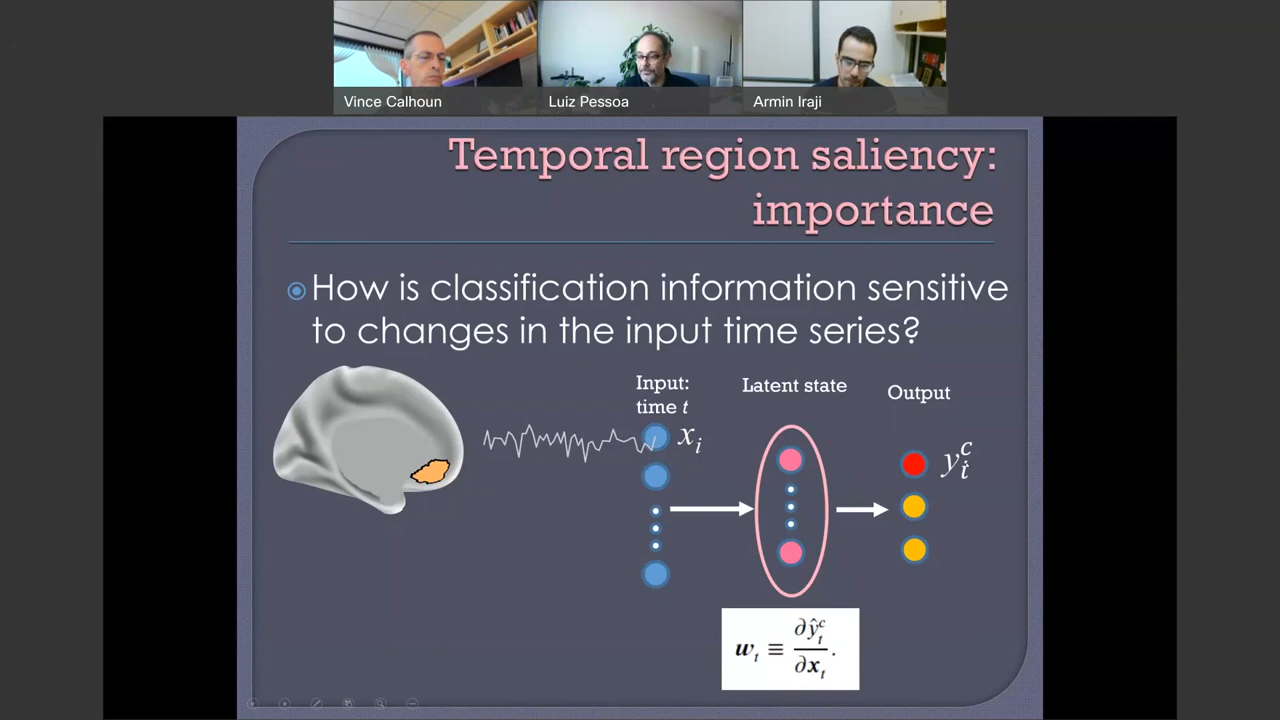 Vince Calhoun
Luiz Pessoa
Armin Iraji
Temporal region saliency:
importance
How is classification information sensitive
to changes in the input time series?
Input:
time t
Latent state
Output
x_i
y_t^c
w_t ≡ ∂ŷ_t^c / ∂x_t .